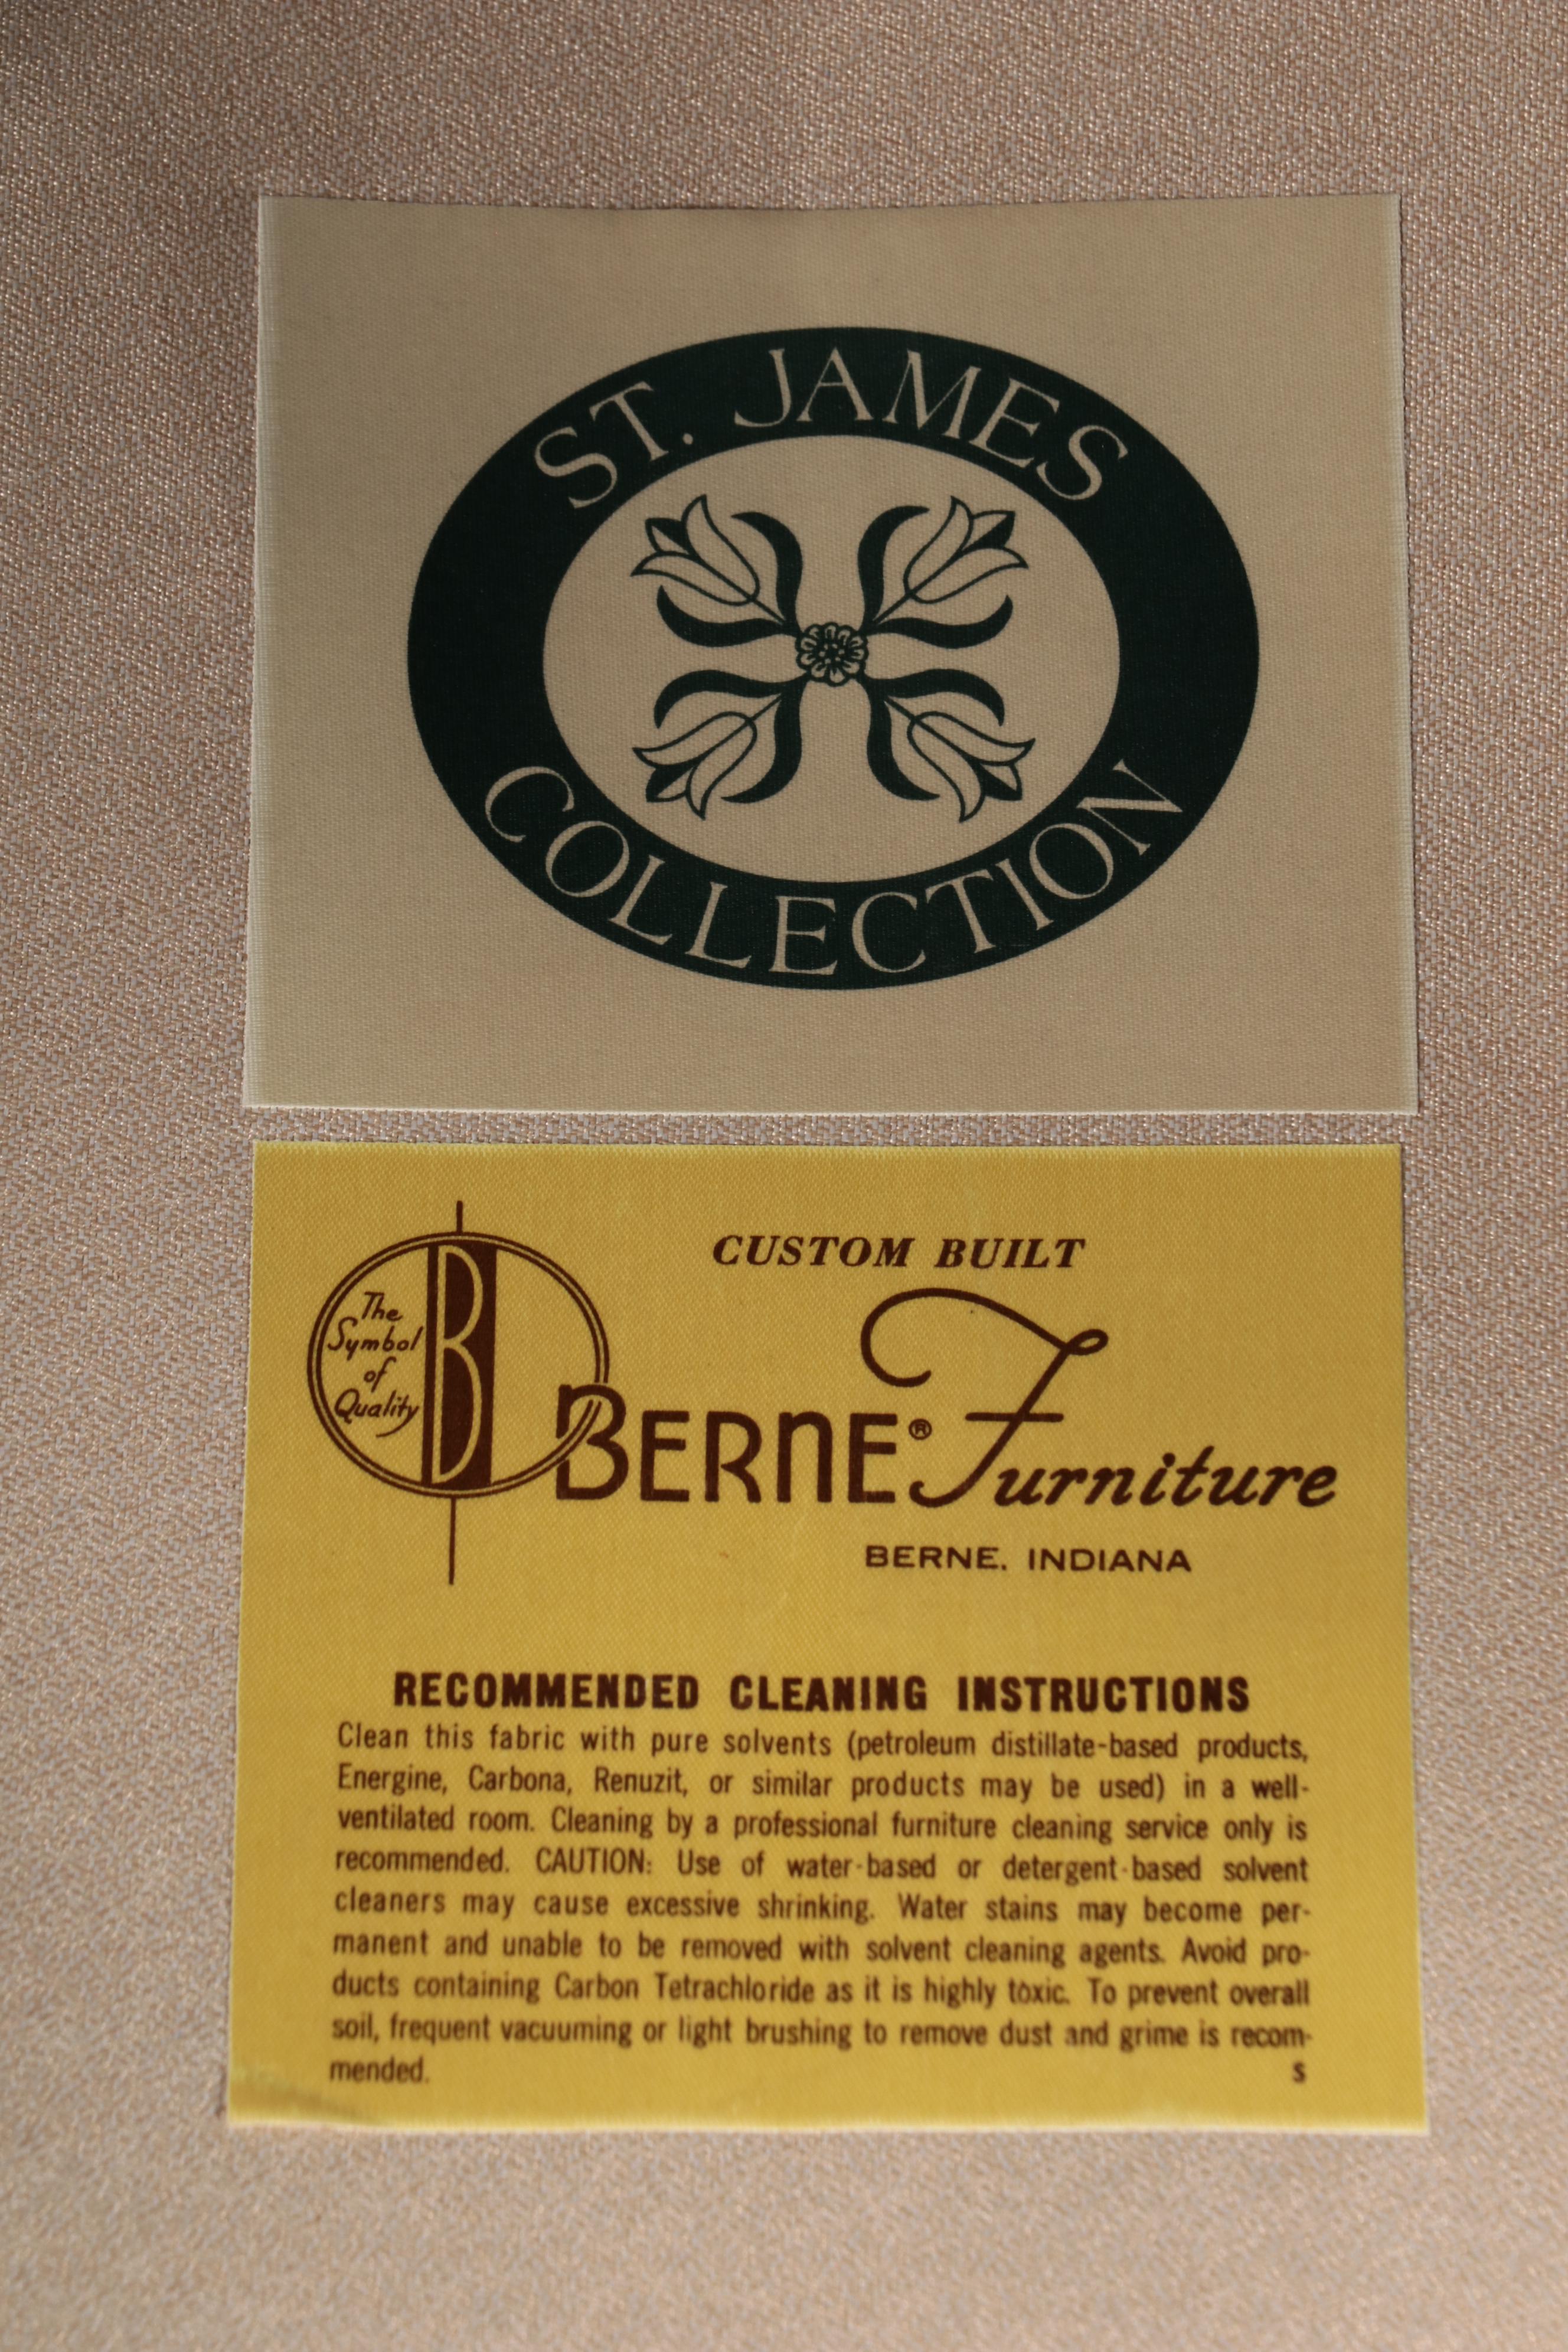 ST. JAMES
COLLECTION
CUSTOM BUILT
The
Symbol
of
Quality
B
BERNE® Furniture
BERNE, INDIANA
RECOMMENDED CLEANING INSTRUCTIONS
Clean this fabric with pure solvents (petroleum distillate-based products,
Energine, Carbona, Renuzit, or similar products may be used) in a well-
ventilated room. Cleaning by a professional furniture cleaning service only is
recommended. CAUTION: Use of water-based or detergent-based solvent
cleaners may cause excessive shrinking. Water stains may become per-
manent and unable to be removed with solvent cleaning agents. Avoid pro-
ducts containing Carbon Tetrachloride as it is highly toxic. To prevent overall
soil, frequent vacuuming or light brushing to remove dust and grime is recom-
mended. S